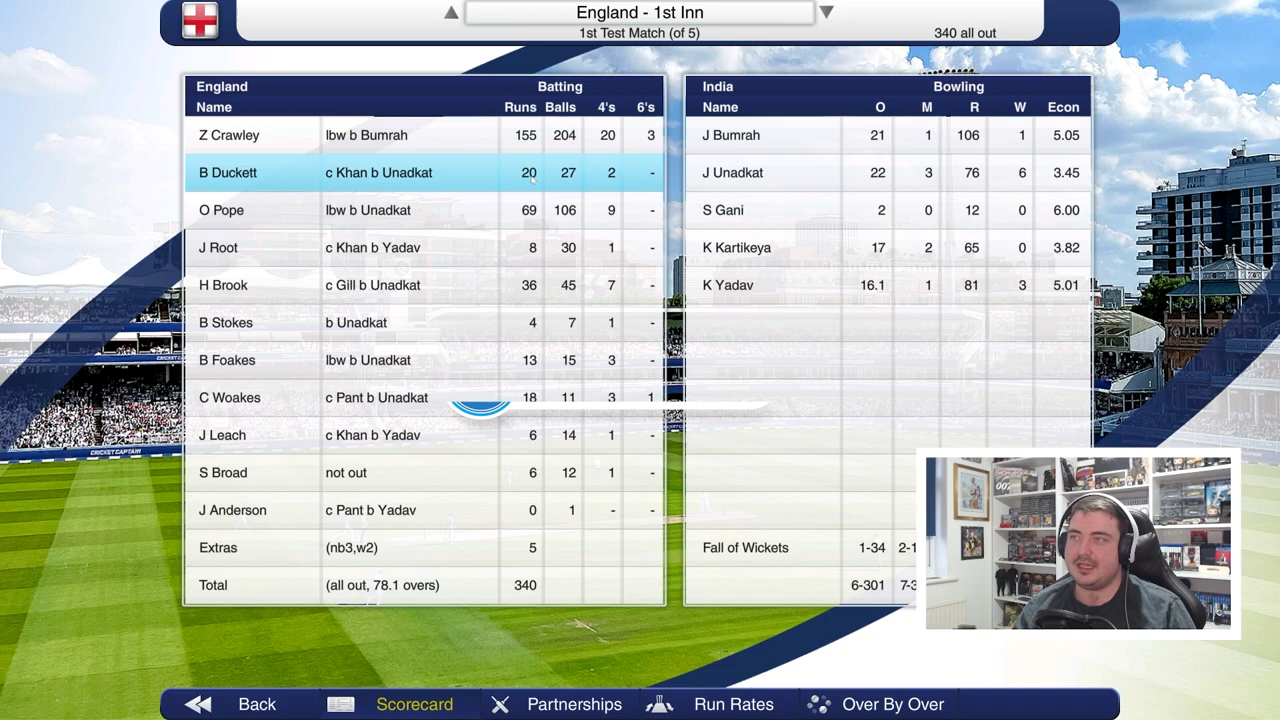 England - 1st Inn
1st Test Match (of 5) 340 all out
England Batting
Name Runs Balls 4's 6's
Z Crawley lbw b Bumrah 155 204 20 3
B Duckett c Khan b Unadkat 20 27 2 -
O Pope lbw b Unadkat 69 106 9 -
J Root c Khan b Yadav 8 30 1 -
H Brook c Gill b Unadkat 36 45 7 -
B Stokes b Unadkat 4 7 1 -
B Foakes lbw b Unadkat 13 15 3 -
C Woakes c Pant b Unadkat 18 11 3 1
J Leach c Khan b Yadav 6 14 1 -
S Broad not out 6 12 1 -
J Anderson c Pant b Yadav 0 1 - -
Extras (nb3,w2) 5
Total (all out, 78.1 overs) 340
India Bowling
Name O M R W Econ
J Bumrah 21 1 106 1 5.05
J Unadkat 22 3 76 6 3.45
S Gani 2 0 12 0 6.00
K Kartikeya 17 2 65 0 3.82
K Yadav 16.1 1 81 3 5.01
Fall of Wickets 1-34 2-1
6-301 7-3
CRICKET CAPTAIN
007
Back Scorecard Partnerships Run Rates Over By Over